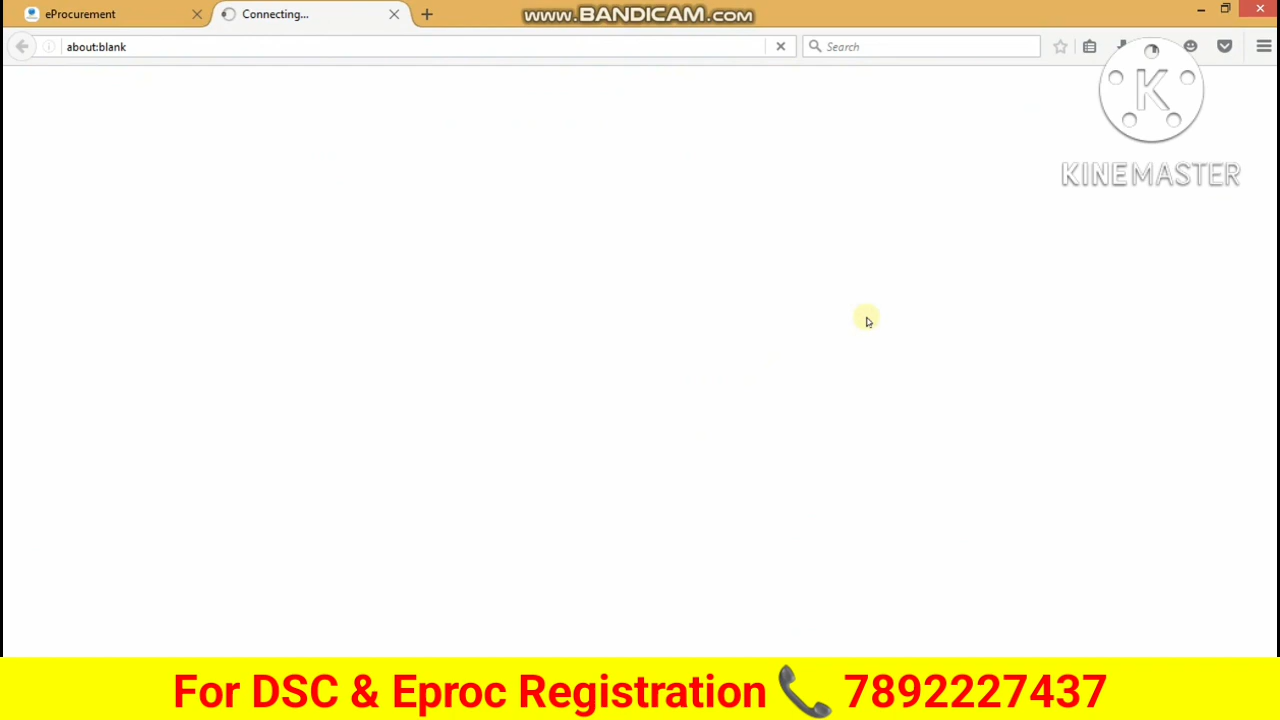 eProcurement
Connecting...
www.BANDICAM.com
about:blank
Search
K
KINEMASTER
For DSC & Eproc Registration 📞 7892227437